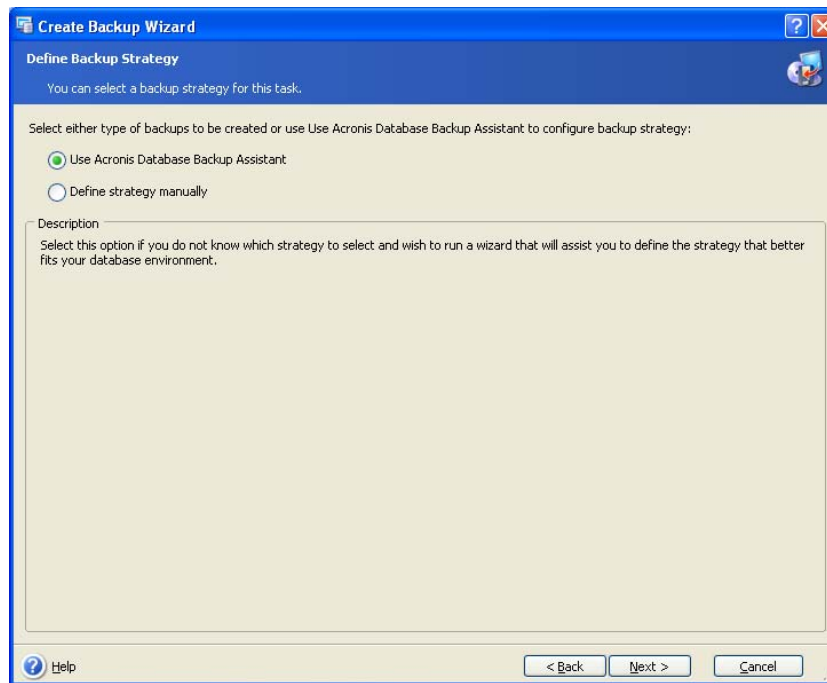 Create Backup Wizard
Define Backup Strategy
You can select a backup strategy for this task.
Select either type of backups to be created or use Use Acronis Database Backup Assistant to configure backup strategy:
Use Acronis Database Backup Assistant
Define strategy manually
Description
Select this option if you do not know which strategy to select and wish to run a wizard that will assist you to define the strategy that better
fits your database environment.
Help
< Back
Next >
Cancel